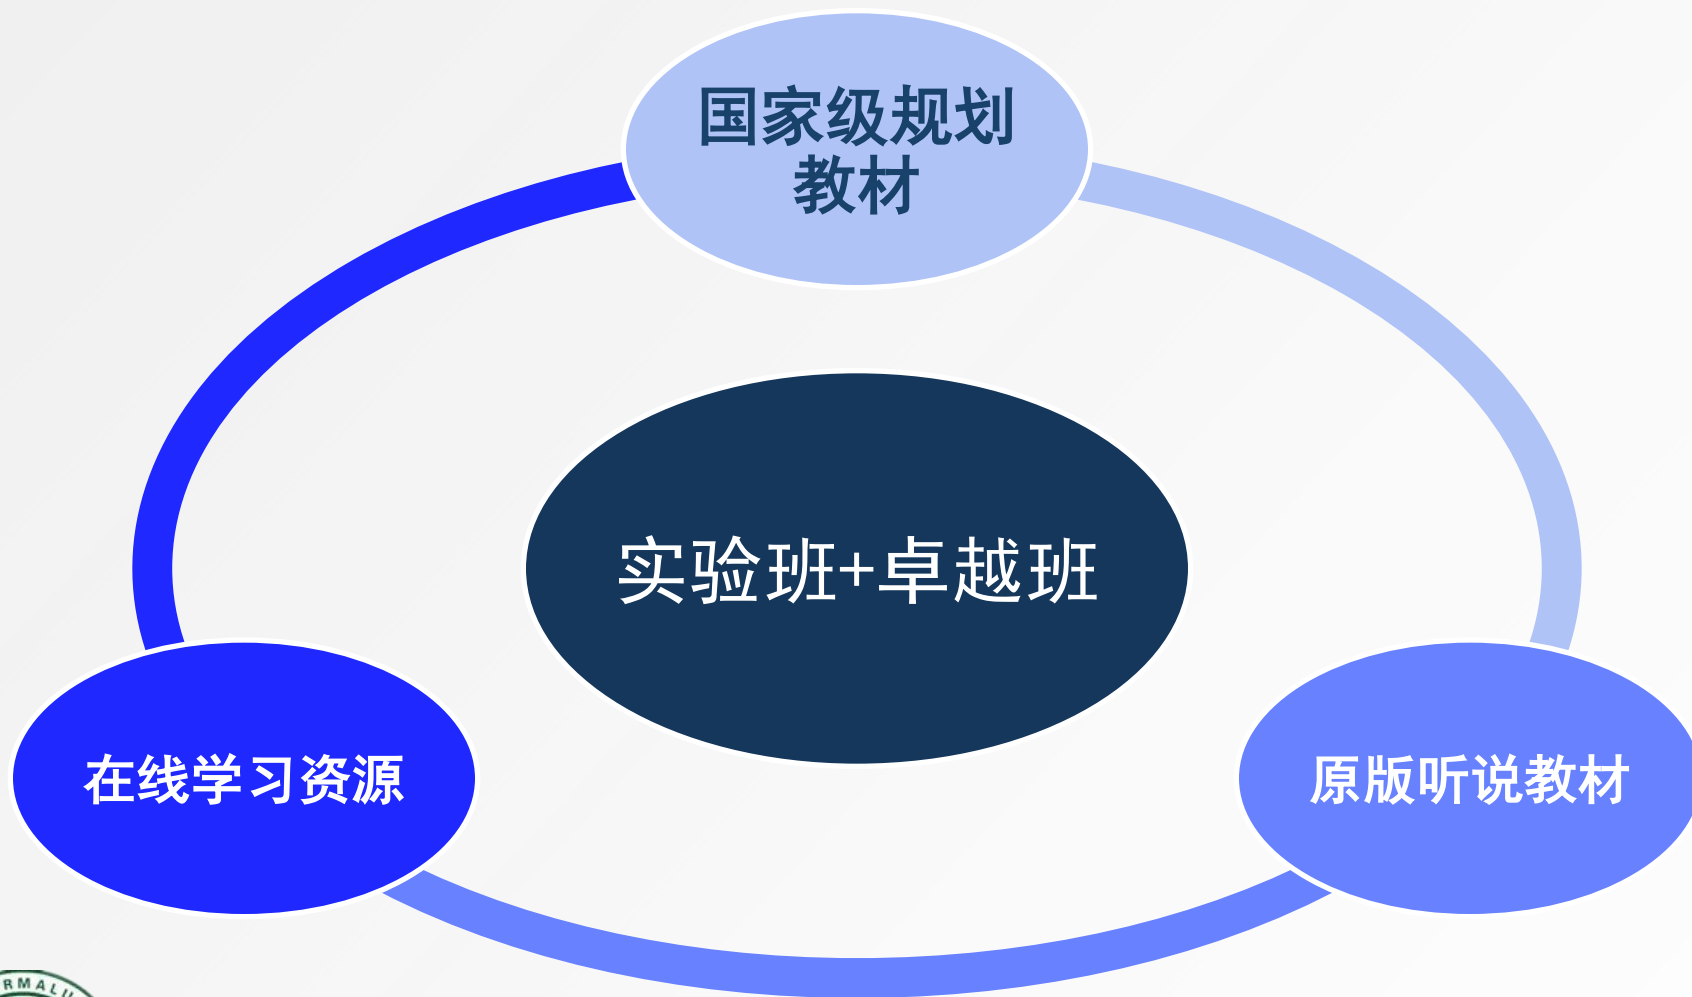 国家级规划
教材
实验班+卓越班
在线学习资源
原版听说教材